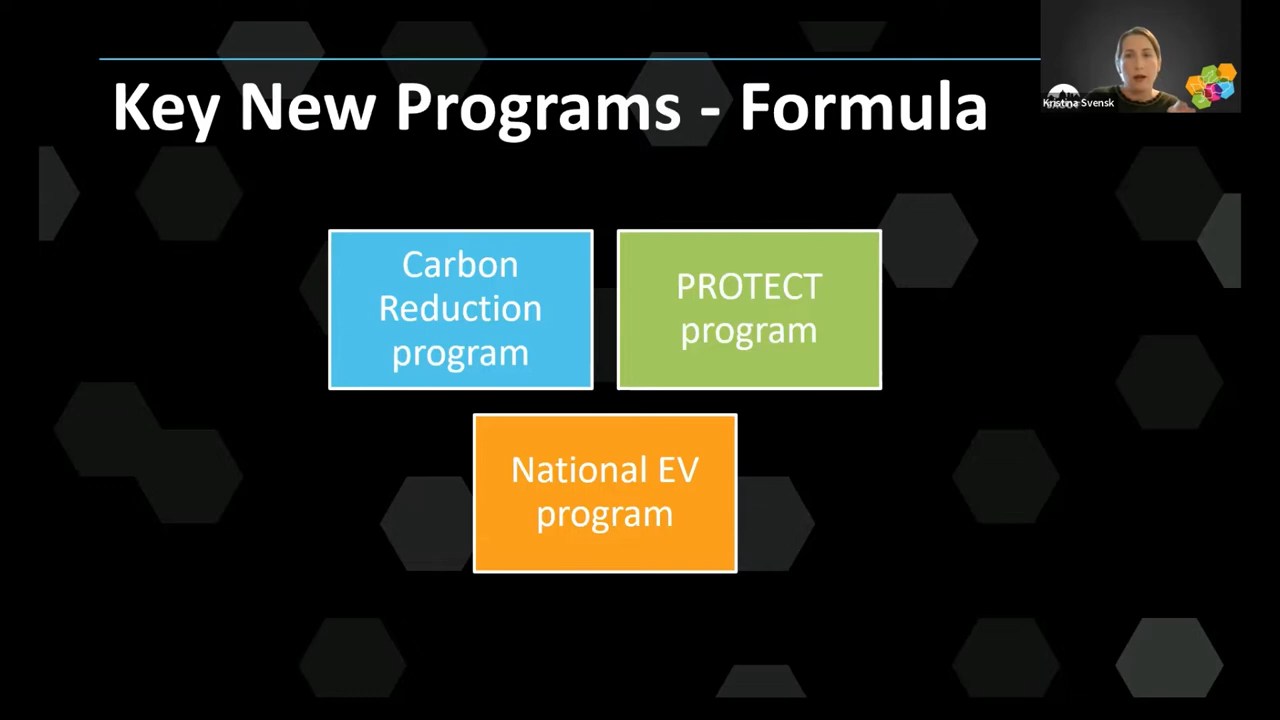 Key New Programs - Formula
Kristina Svensk
Carbon
Reduction
program
PROTECT
program
National EV
program